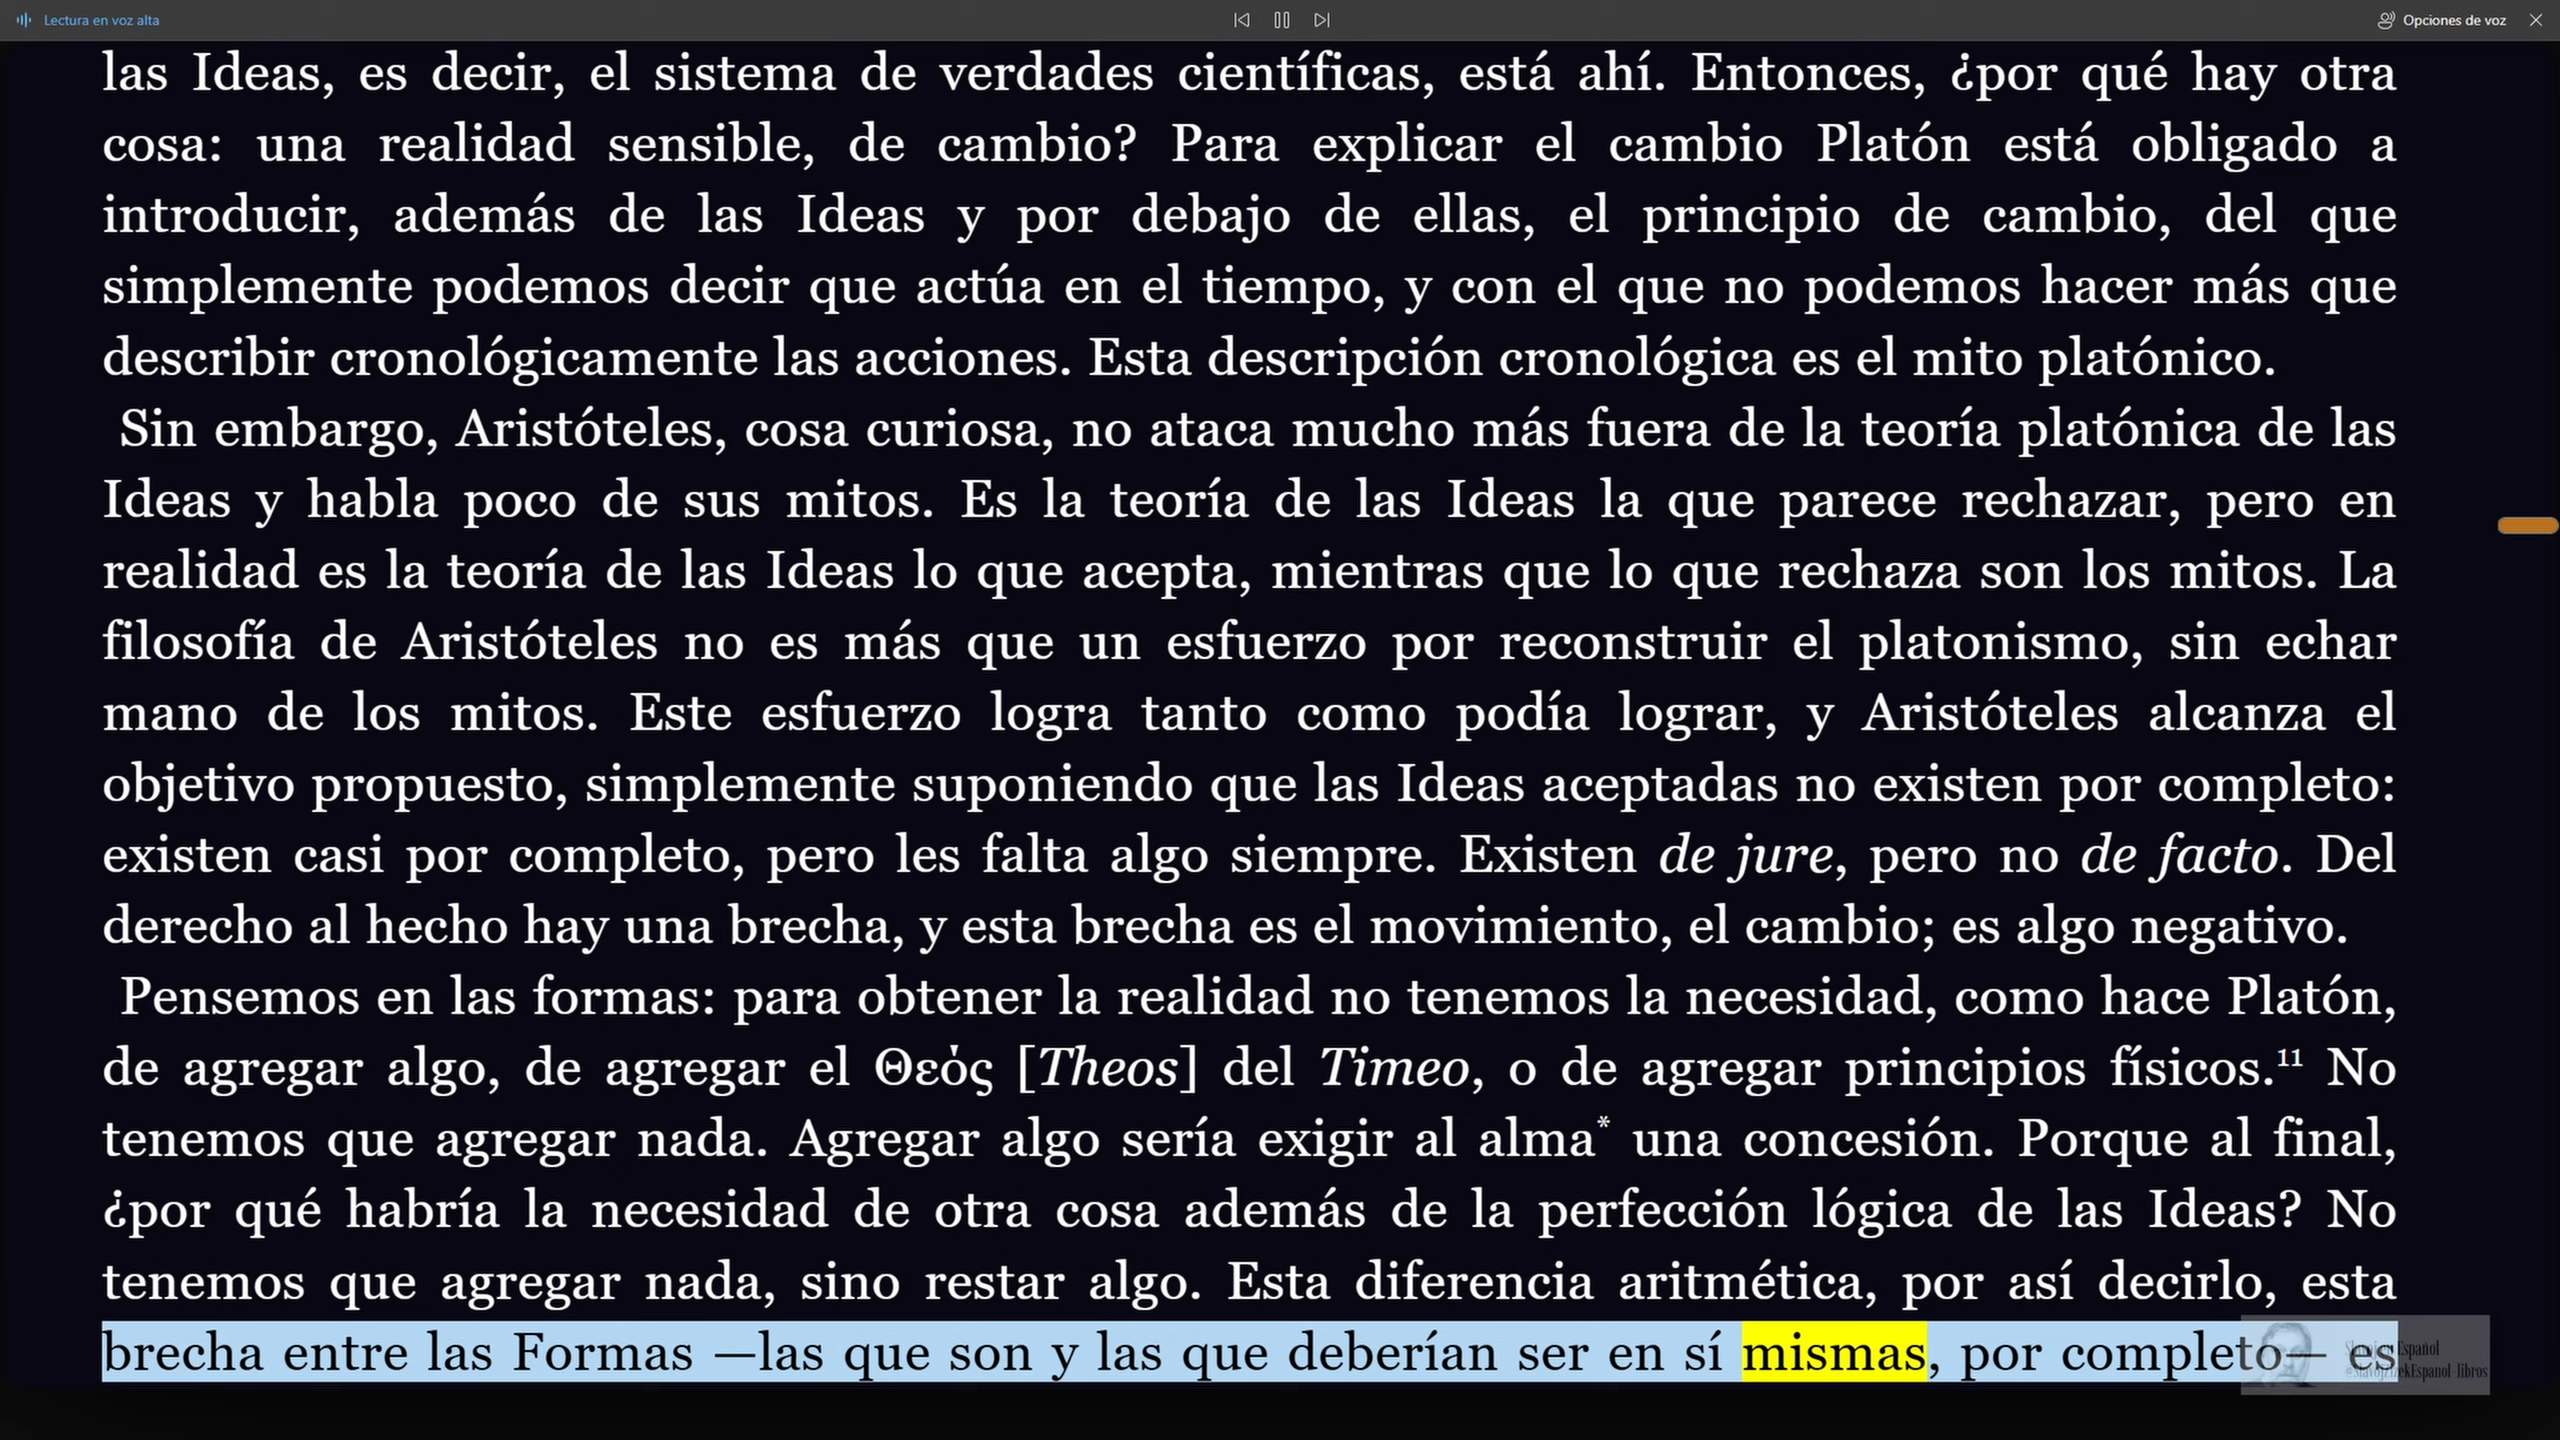 Lectura en voz alta
Opciones de voz
las Ideas, es decir, el sistema de verdades científicas, está ahí. Entonces, ¿por qué hay otra
cosa: una realidad sensible, de cambio? Para explicar el cambio Platón está obligado a
introducir, además de las Ideas y por debajo de ellas, el principio de cambio, del que
simplemente podemos decir que actúa en el tiempo, y con el que no podemos hacer más que
describir cronológicamente las acciones. Esta descripción cronológica es el mito platónico.
Sin embargo, Aristóteles, cosa curiosa, no ataca mucho más fuera de la teoría platónica de las
Ideas y habla poco de sus mitos. Es la teoría de las Ideas la que parece rechazar, pero en
realidad es la teoría de las Ideas lo que acepta, mientras que lo que rechaza son los mitos. La
filosofía de Aristóteles no es más que un esfuerzo por reconstruir el platonismo, sin echar
mano de los mitos. Este esfuerzo logra tanto como podía lograr, y Aristóteles alcanza el
objetivo propuesto, simplemente suponiendo que las Ideas aceptadas no existen por completo:
existen casi por completo, pero les falta algo siempre. Existen de jure, pero no de facto. Del
derecho al hecho hay una brecha, y esta brecha es el movimiento, el cambio; es algo negativo.
Pensemos en las formas: para obtener la realidad no tenemos la necesidad, como hace Platón,
de agregar algo, de agregar el Θεός [Theos] del Timeo, o de agregar principios físicos.11 No
tenemos que agregar nada. Agregar algo sería exigir al alma* una concesión. Porque al final,
¿por qué habría la necesidad de otra cosa además de la perfección lógica de las Ideas? No
tenemos que agregar nada, sino restar algo. Esta diferencia aritmética, por así decirlo, esta
brecha entre las Formas —las que son y las que deberían ser en sí mismas, por completo— es
Español